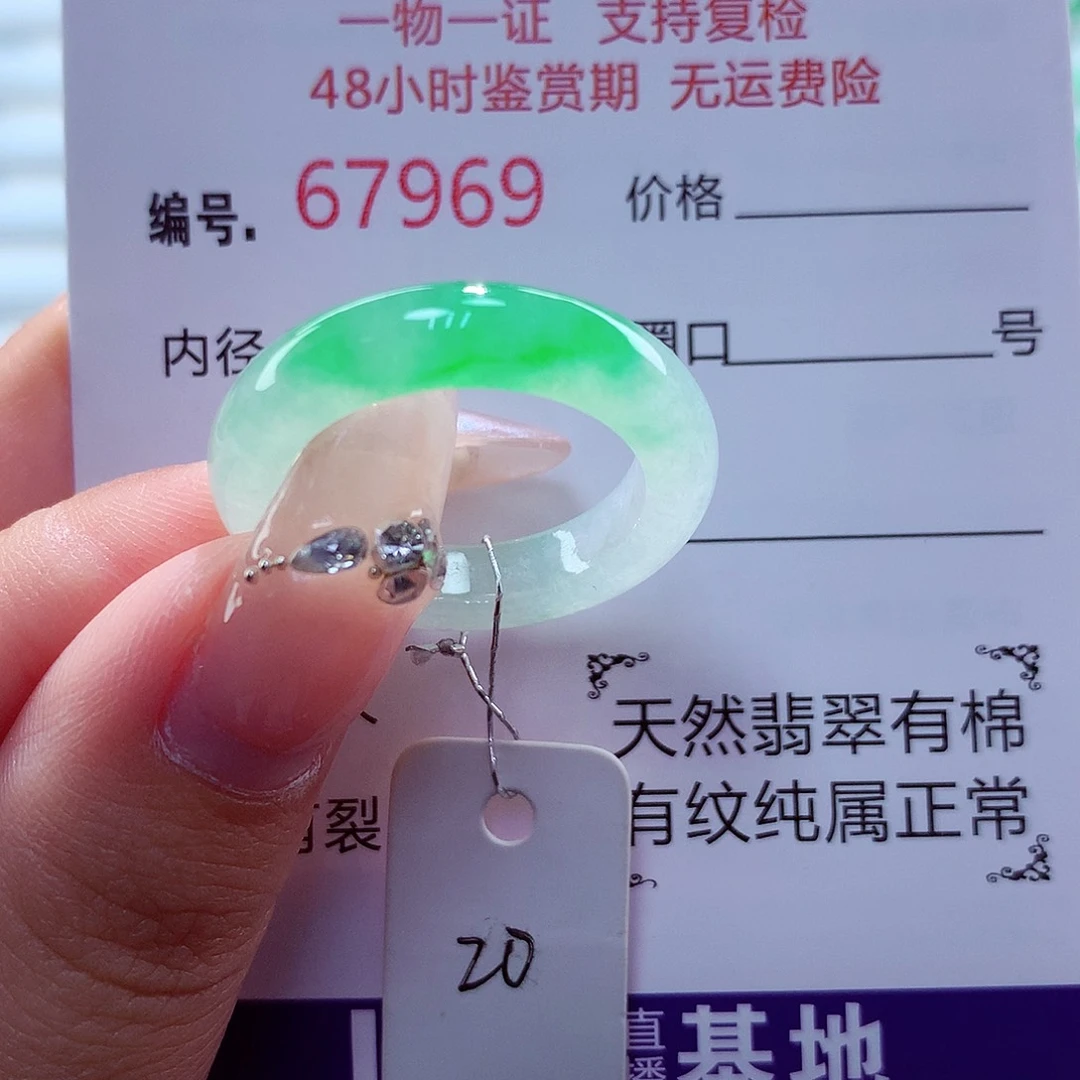 一物一证 支持复检
48小时鉴赏期 无运费险
编号. 67969 价格
内径 圈口 号
天然翡翠有棉
有裂 有纹纯属正常
20
直播 基地